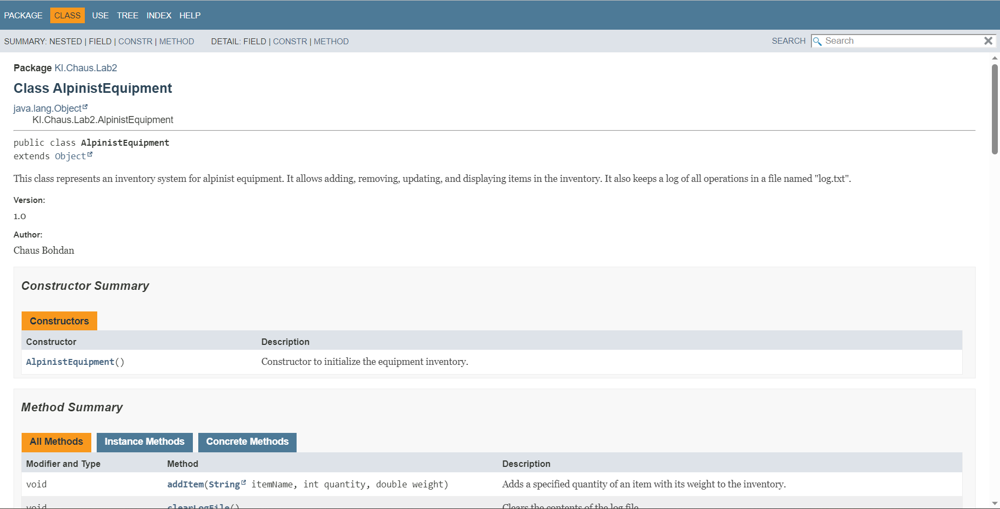 PACKAGE CLASS USE TREE INDEX HELP
SUMMARY: NESTED | FIELD | CONSTR | METHOD DETAIL: FIELD | CONSTR | METHOD SEARCH Search
Package KI.Chaus.Lab2
Class AlpinistEquipment
java.lang.Object
KI.Chaus.Lab2.AlpinistEquipment
public class AlpinistEquipment
extends Object
This class represents an inventory system for alpinist equipment. It allows adding, removing, updating, and displaying items in the inventory. It also keeps a log of all operations in a file named "log.txt".
Version:
1.0
Author:
Chaus Bohdan
Constructor Summary
Constructors
Constructor Description
AlpinistEquipment() Constructor to initialize the equipment inventory.
Method Summary
All Methods Instance Methods Concrete Methods
Modifier and Type Method Description
void addItem(String itemName, int quantity, double weight) Adds a specified quantity of an item with its weight to the inventory.
void clearLogFile() Clears the contents of the log file.